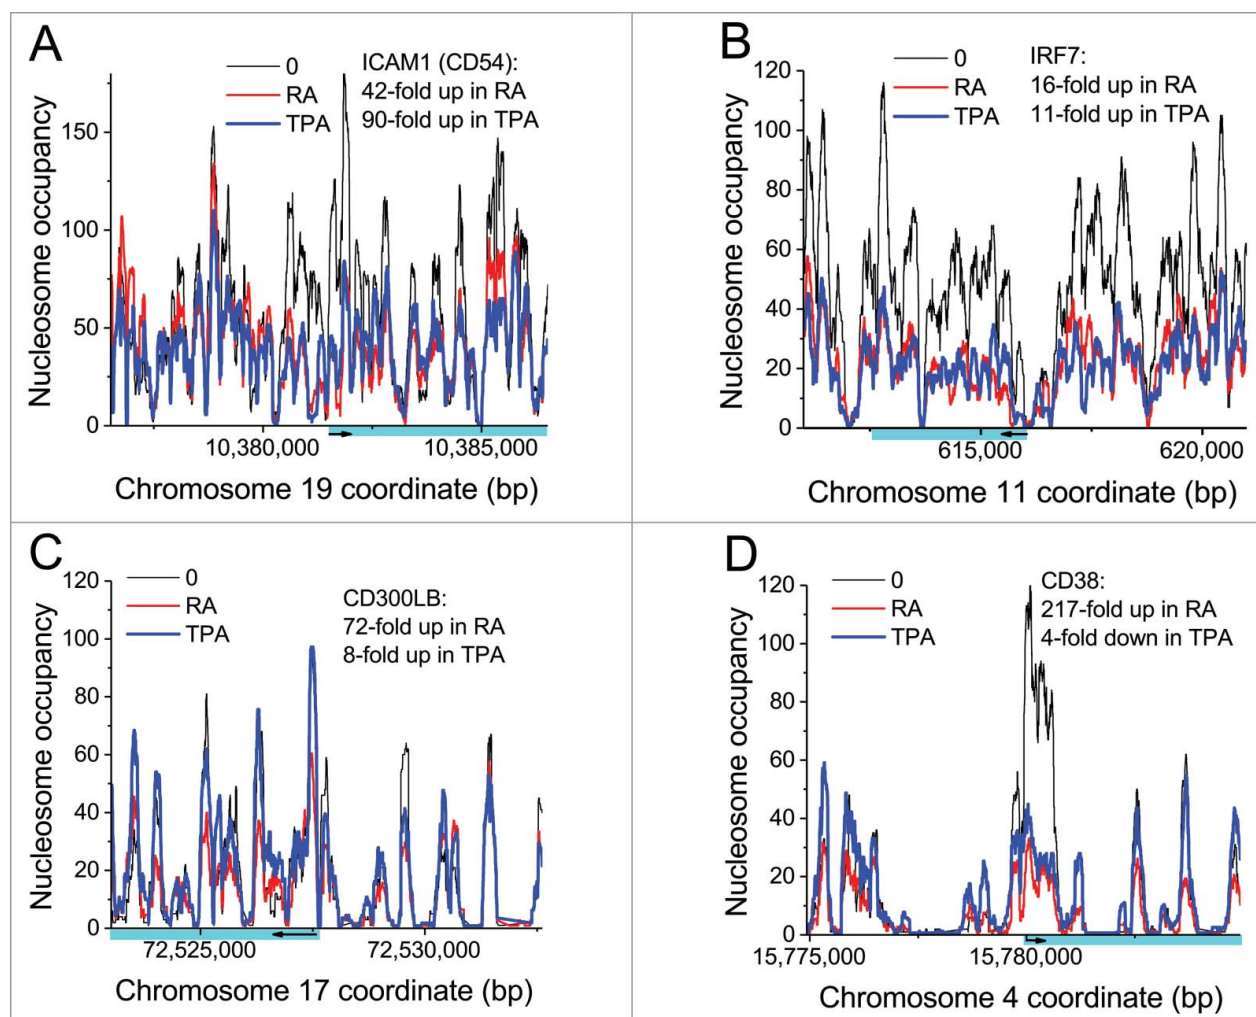 A
0
RA
TPA
ICAM1 (CD54):
42-fold up in RA
90-fold up in TPA
Nucleosome occupancy
150
100
50
0
10,380,000
10,385,000
Chromosome 19 coordinate (bp)
B
0
RA
TPA
IRF7:
16-fold up in RA
11-fold up in TPA
Nucleosome occupancy
120
100
80
60
40
20
0
615,000
620,000
Chromosome 11 coordinate (bp)
C
0
RA
TPA
CD300LB:
72-fold up in RA
8-fold up in TPA
Nucleosome occupancy
120
100
80
60
40
20
0
72,525,000
72,530,000
Chromosome 17 coordinate (bp)
D
0
RA
TPA
CD38:
217-fold up in RA
4-fold down in TPA
Nucleosome occupancy
120
100
80
60
40
20
0
15,775,000
15,780,000
Chromosome 4 coordinate (bp)